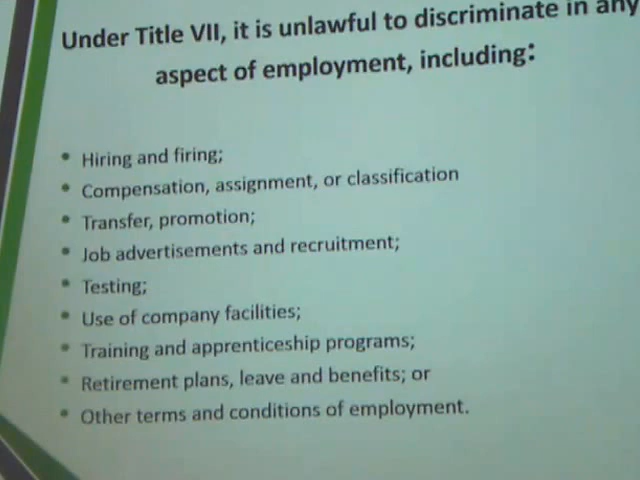 Under Title VII, it is unlawful to discriminate in any
aspect of employment, including:
• Hiring and firing;
• Compensation, assignment, or classification
• Transfer, promotion;
• Job advertisements and recruitment;
• Testing;
• Use of company facilities;
• Training and apprenticeship programs;
• Retirement plans, leave and benefits; or
• Other terms and conditions of employment.